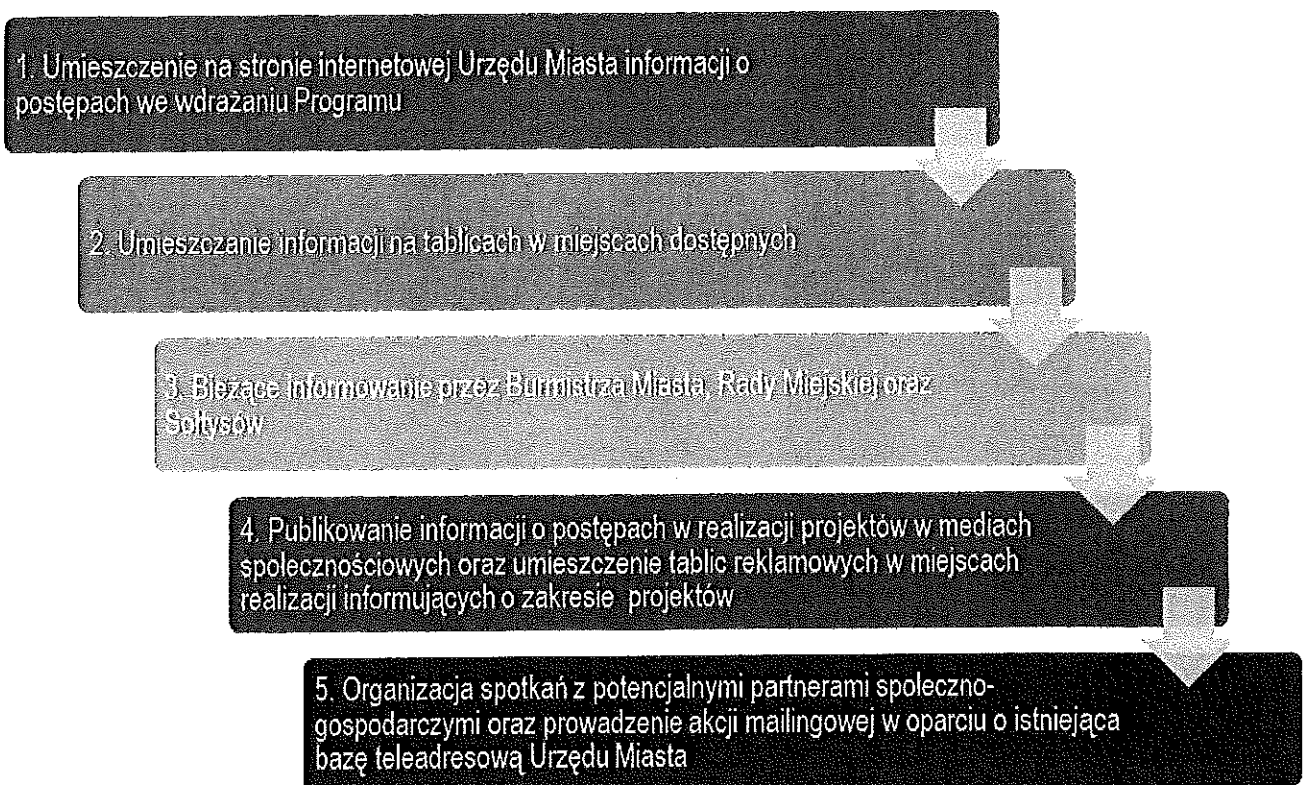 1. Umieszczenie na stronie internetowej Urzędu Miasta informacji o
postępach we wdrażaniu Programu
2. Umieszczanie informacji na tablicach w miejscach dostępnych
3. Bieżące informowanie przez Burmistrza Miasta, Rady Miejskiej oraz
Sołtysów
4. Publikowanie informacji o postępach w realizacji projektów w mediach
społecznościowych oraz umieszczenie tablic reklamowych w miejscach
realizacji informujących o zakresie projektów
5. Organizacja spotkań z potencjalnymi partnerami społeczno-
gospodarczymi oraz prowadzenie akcji mailingowej w oparciu o istniejąca
bazę teleadresową Urzędu Miasta